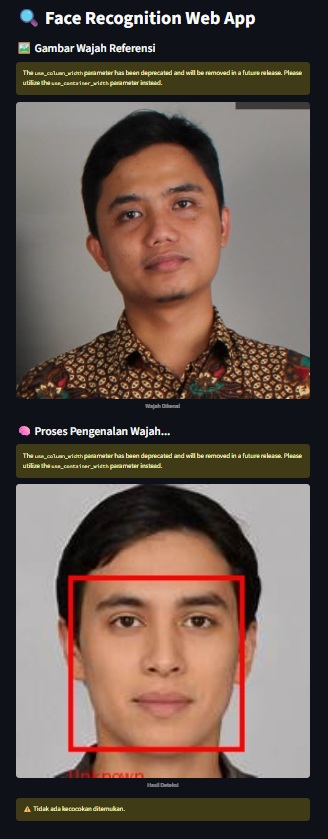 🔍 Face Recognition Web App
🖼️ Gambar Wajah Referensi
The use_column_width parameter has been deprecated and will be removed in a future release. Please
utilize the use_container_width parameter instead.
Wajah Dikenal
🧠 Proses Pengenalan Wajah...
The use_column_width parameter has been deprecated and will be removed in a future release. Please
utilize the use_container_width parameter instead.
Unknown
Hasil Deteksi
⚠️ Tidak ada kecocokan ditemukan.